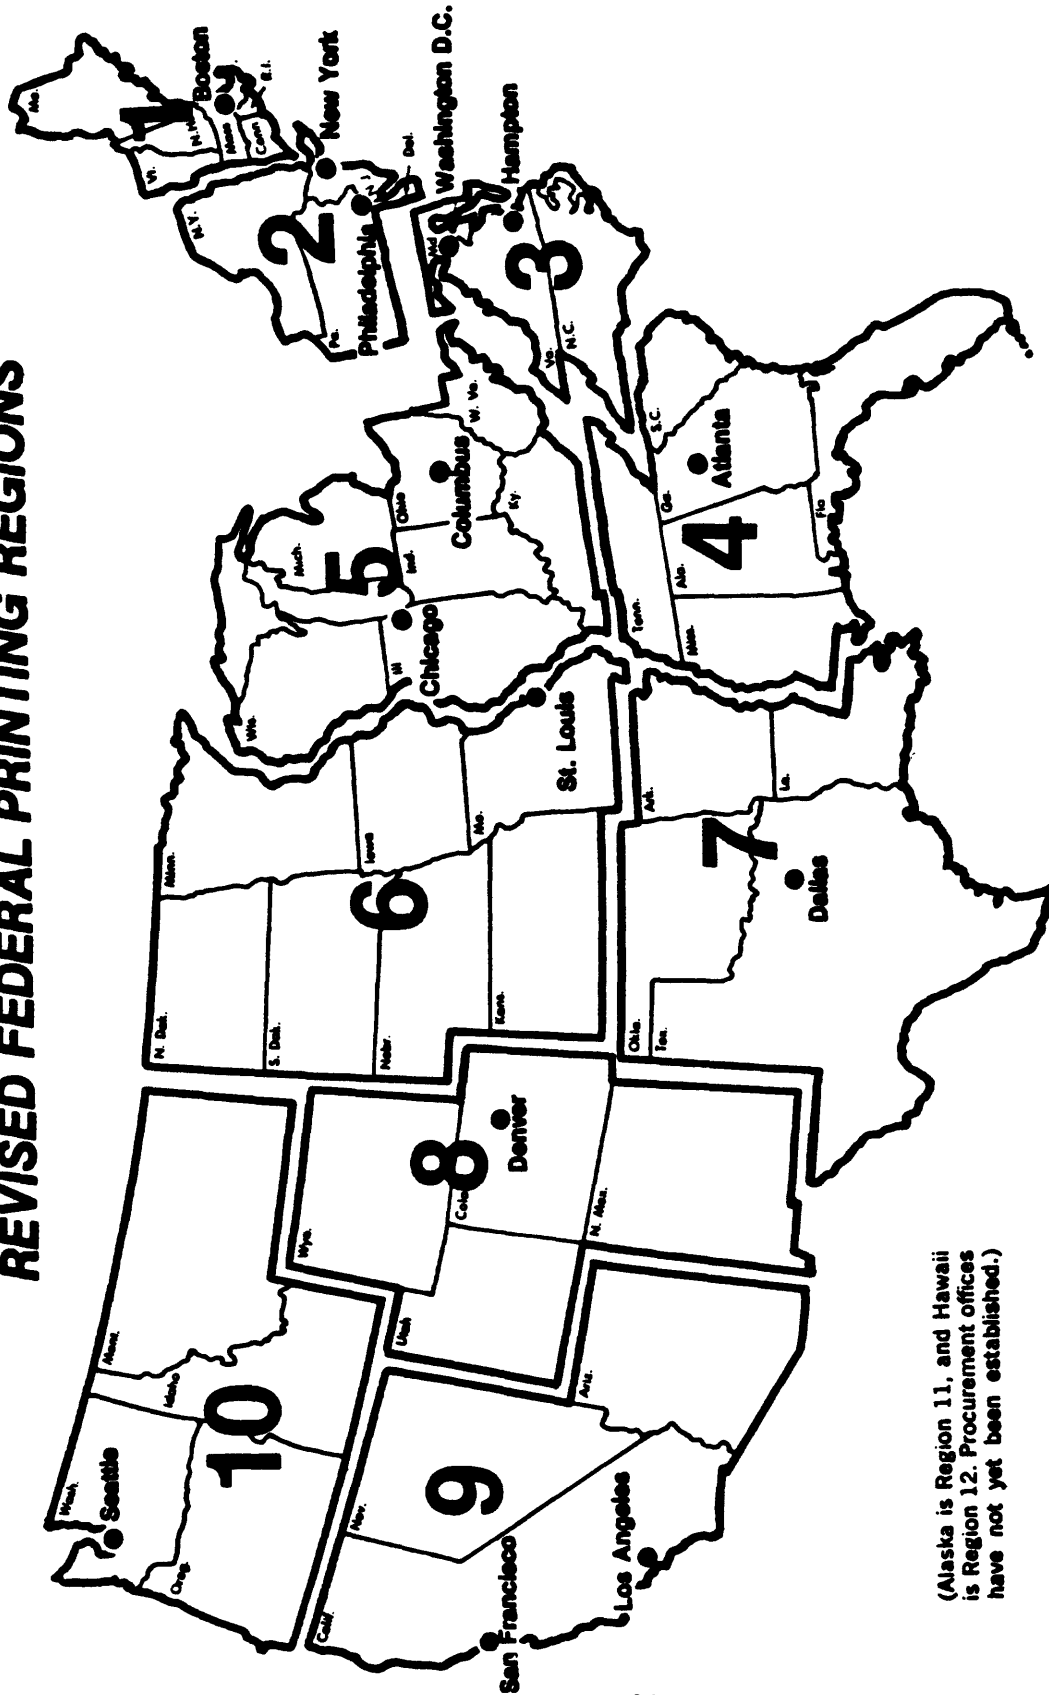 REVISED FEDERAL PRINTING REGIONS
Wash.
Seattle
Oreg.
10
Idaho
Mont.
Calif.
Nev.
9
San Francisco
Los Angeles
Ariz.
Utah
Wyo.
8
Colo
Denver
N. Mex.
N. Dak.
S. Dak.
Nebr.
6
Kans.
Minn.
Iowa
Mo.
St. Louis
Okla.
Tex.
7
Dallas
Ark.
La.
Wis.
Mich.
5
Ill
Chicago
Ind.
Ohio
Columbus
Ky.
W. Va.
Tenn.
Miss.
Ala.
4
Ga.
Atlanta
S.C.
Fla
Va.
N.C.
3
Hampton
Md
Washington D.C.
Del.
N.Y.
2
Pa.
Philadelphia
N.J.
New York
Me.
1
Vt.
N.H.
Mass
Boston
Conn
R.I.
(Alaska is Region 11, and Hawaii
is Region 12. Procurement offices
have not yet been established.)